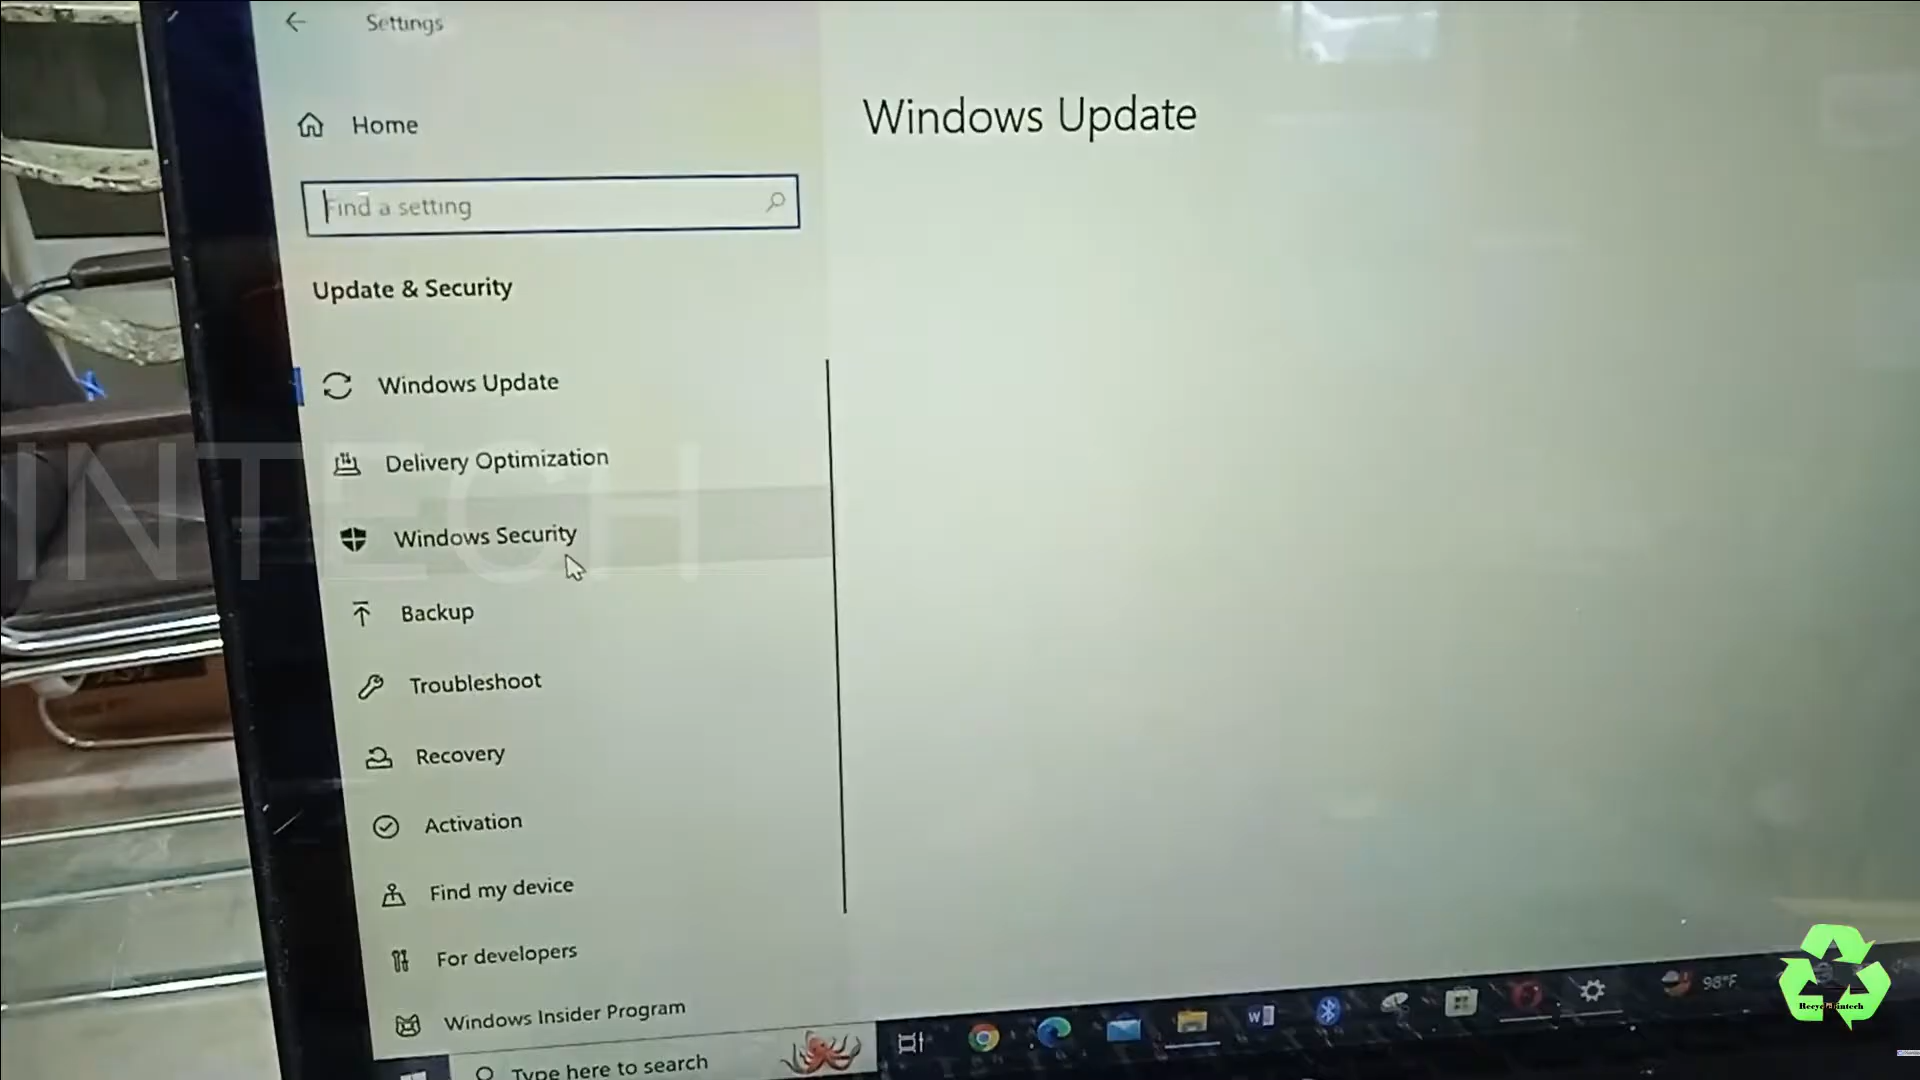 Settings
Home
Windows Update
Find a setting
Update & Security
Windows Update
Delivery Optimization
INTECH
Windows Security
Backup
Troubleshoot
Recovery
Activation
Find my device
For developers
Windows Insider Program
Type here to search
98°F